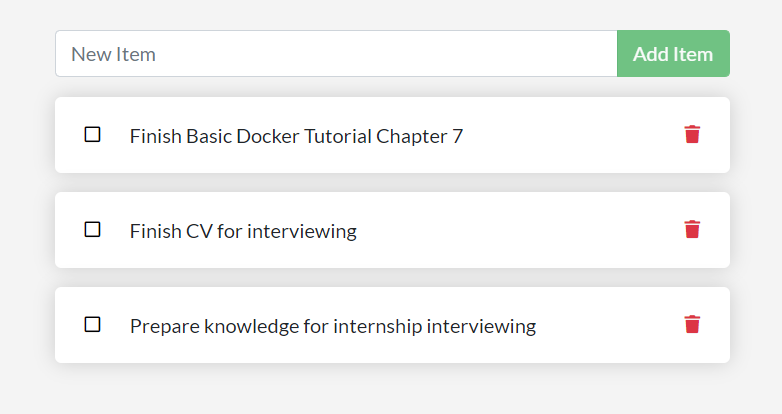 New Item
Add Item
Finish Basic Docker Tutorial Chapter 7
Finish CV for interviewing
Prepare knowledge for internship interviewing